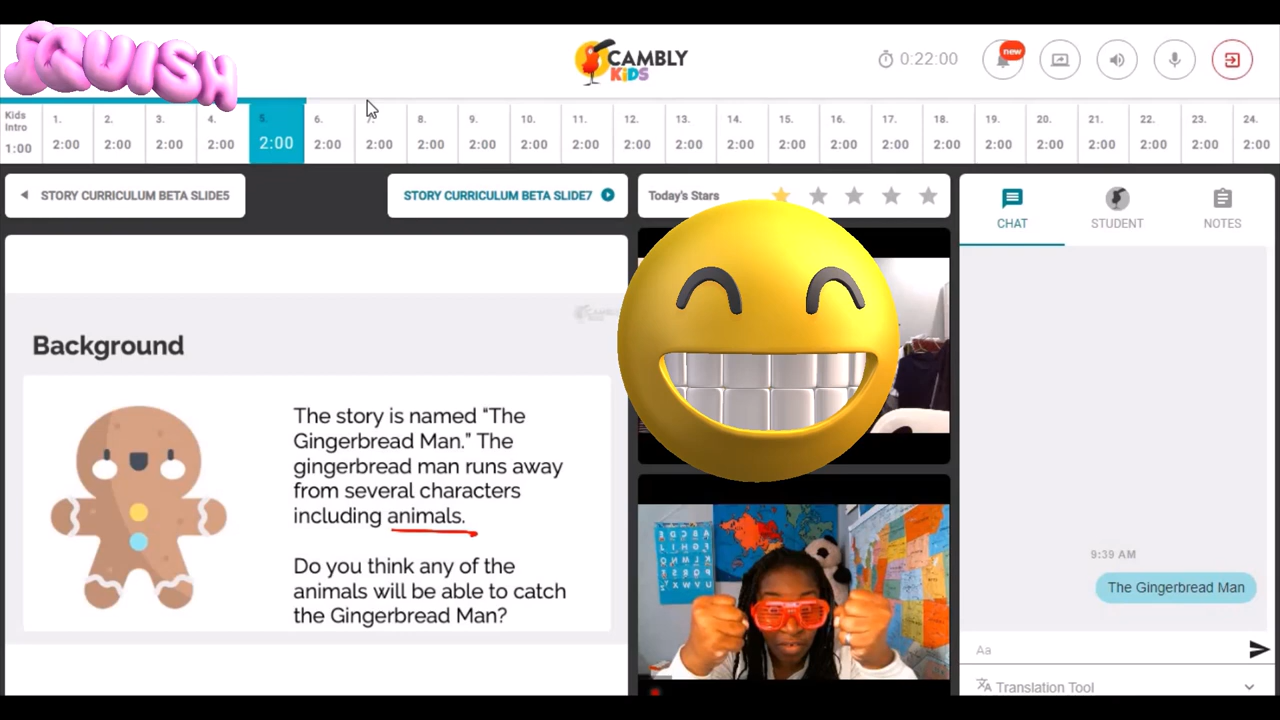 SQUISH
CAMBLY
KIDS
0:22:00
new
Kids
Intro
1:00
1.
2:00
2.
2:00
3.
2:00
4.
2:00
5.
2:00
6.
2:00
7.
2:00
8.
2:00
9.
2:00
10.
2:00
11.
2:00
12.
2:00
13.
2:00
14.
2:00
15.
2:00
16.
2:00
17.
2:00
18.
2:00
19.
2:00
20.
2:00
21.
2:00
22.
2:00
23.
2:00
24.
2:00
STORY CURRICULUM BETA SLIDE5
STORY CURRICULUM BETA SLIDE7
Today's Stars
CHAT
STUDENT
NOTES
Background
The story is named “The
Gingerbread Man.” The
gingerbread man runs away
from several characters
including animals.
Do you think any of the
animals will be able to catch
the Gingerbread Man?
9:39 AM
The Gingerbread Man
Aa
Translation Tool